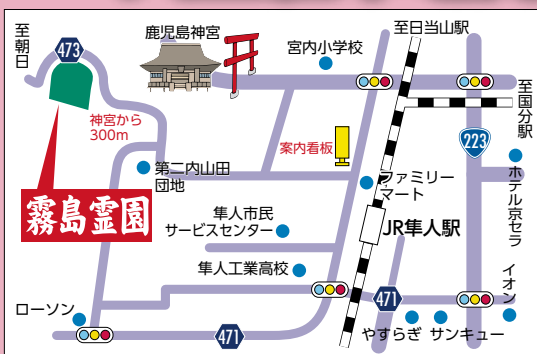 至朝日
473
鹿児島神宮
宮内小学校
至日当山駅
至国分駅
神宮から
300m
案内看板
223
第二内山田
団地
ファミリー
マート
ホテル京セラ
霧島霊園
隼人市民
サービスセンター
JR隼人駅
隼人工業高校
イオン
471
ローソン
471
やすらぎ
サンキュー